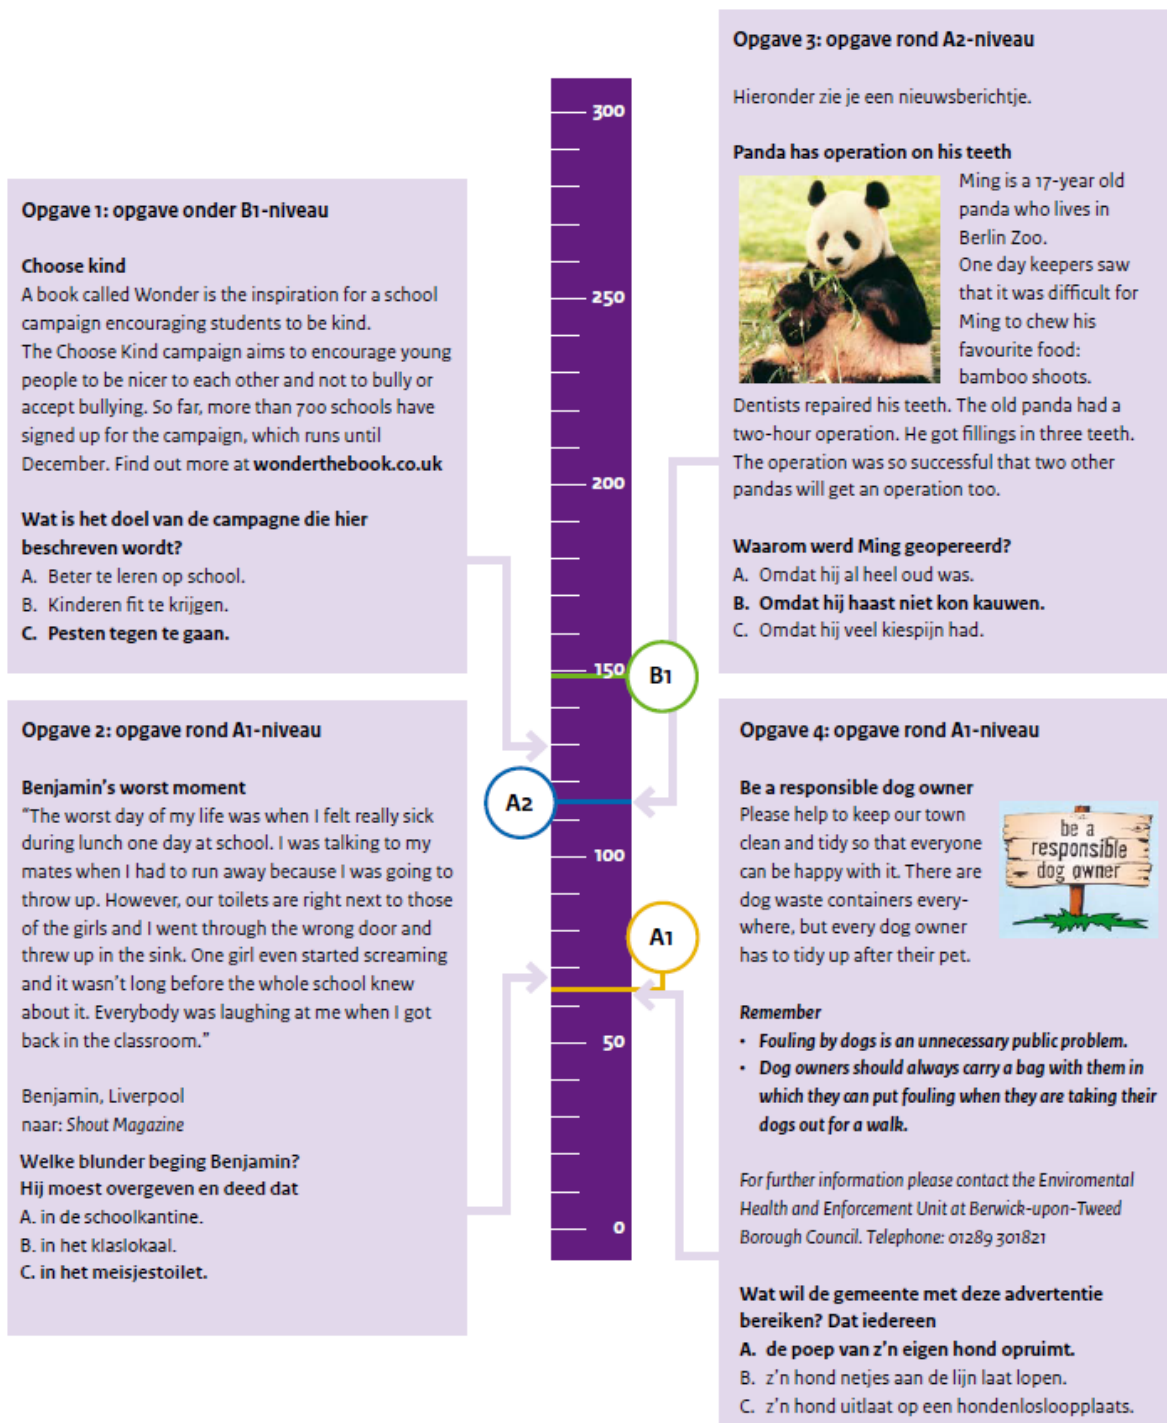 Opgave 1: opgave onder B1-niveau
Choose kind
A book called Wonder is the inspiration for a school
campaign encouraging students to be kind.
The Choose Kind campaign aims to encourage young
people to be nicer to each other and not to bully or
accept bullying. So far, more than 700 schools have
signed up for the campaign, which runs until
December. Find out more at wonderthebook.co.uk
Wat is het doel van de campagne die hier
beschreven wordt?
A. Beter te leren op school.
B. Kinderen fit te krijgen.
C. Pesten tegen te gaan.
Opgave 2: opgave rond A1-niveau
Benjamin's worst moment
“The worst day of my life was when I felt really sick
during lunch one day at school. I was talking to my
mates when I had to run away because I was going to
throw up. However, our toilets are right next to those
of the girls and I went through the wrong door and
threw up in the sink. One girl even started screaming
and it wasn't long before the whole school knew
about it. Everybody was laughing at me when I got
back in the classroom.”
Benjamin, Liverpool
naar: Shout Magazine
Welke blunder beging Benjamin?
Hij moest overgeven en deed dat
A. in de schoolkantine.
B. in het klaslokaal.
C. in het meisjestoilet.
300
250
200
150
B1
A2
100
A1
50
0
Opgave 3: opgave rond A2-niveau
Hieronder zie je een nieuwsberichtje.
Panda has operation on his teeth
Ming is a 17-year old
panda who lives in
Berlin Zoo.
One day keepers saw
that it was difficult for
Ming to chew his
favourite food:
bamboo shoots.
Dentists repaired his teeth. The old panda had a
two-hour operation. He got fillings in three teeth.
The operation was so successful that two other
pandas will get an operation too.
Waarom werd Ming geopereerd?
A. Omdat hij al heel oud was.
B. Omdat hij haast niet kon kauwen.
C. Omdat hij veel kiespijn had.
Opgave 4: opgave rond A1-niveau
Be a responsible dog owner
Please help to keep our town
clean and tidy so that everyone
can be happy with it. There are
dog waste containers every-
where, but every dog owner
has to tidy up after their pet.
be a
responsible
dog owner
Remember
• Fouling by dogs is an unnecessary public problem.
• Dog owners should always carry a bag with them in
which they can put fouling when they are taking their
dogs out for a walk.
For further information please contact the Enviromental
Health and Enforcement Unit at Berwick-upon-Tweed
Borough Council. Telephone: 01289 301821
Wat wil de gemeente met deze advertentie
bereiken? Dat iedereen
A. de poep van z'n eigen hond opruimt.
B. z'n hond netjes aan de lijn laat lopen.
C. z'n hond uitlaat op een hondenlosloopplaats.